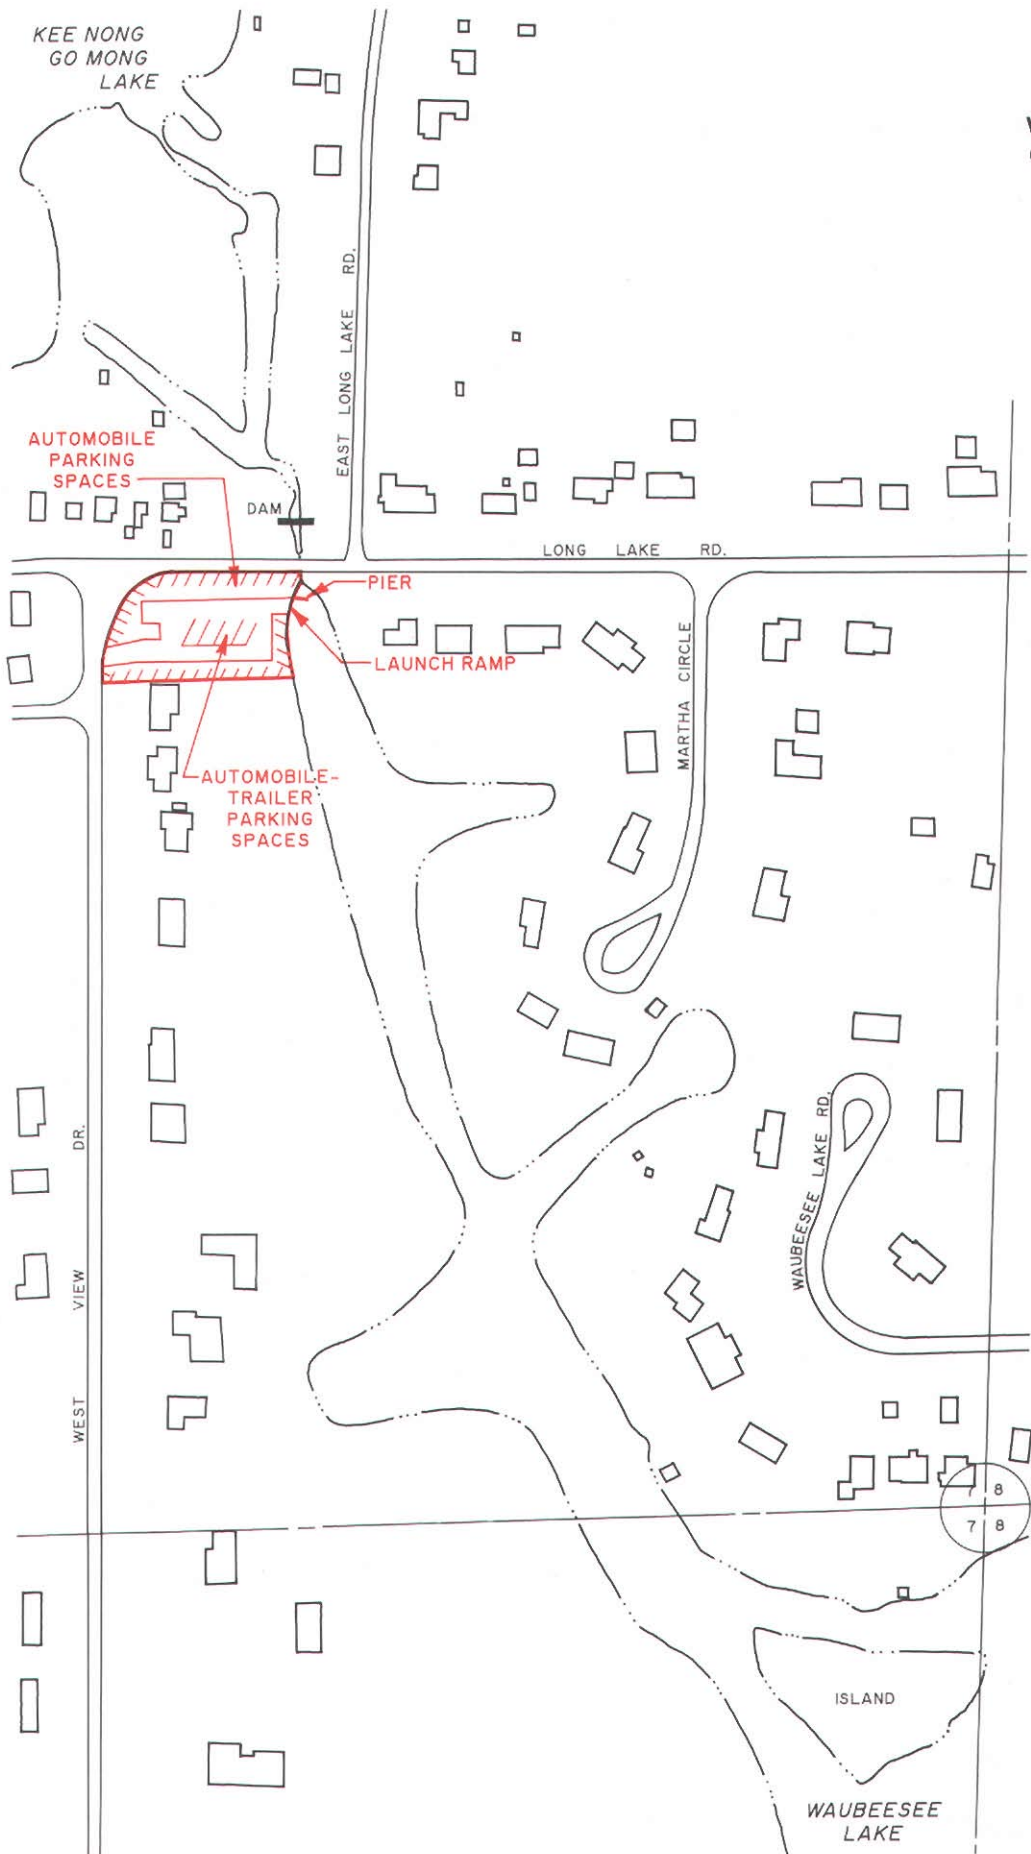 KEE NONG
GO MONG
LAKE
EAST LONG LAKE RD.
AUTOMOBILE
PARKING
SPACES
DAM
LONG LAKE RD.
PIER
LAUNCH RAMP
MARTHA CIRCLE
AUTOMOBILE-
TRAILER
PARKING
SPACES
WAUBEESEE LAKE RD.
WEST VIEW DR.
7 8
7 8
ISLAND
WAUBEESEE
LAKE